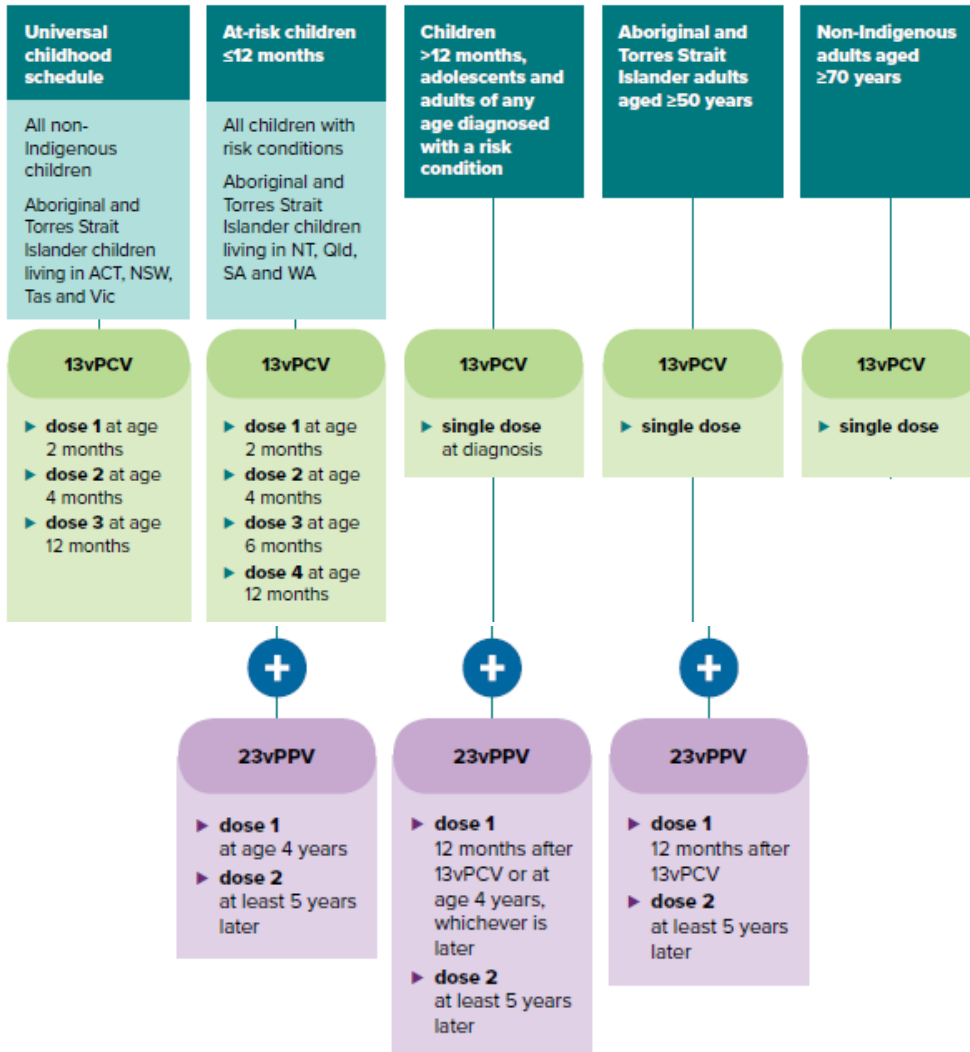 Universal
childhood
schedule
All non-
Indigenous
children
Aboriginal and
Torres Strait
Islander children
living in ACT, NSW,
Tas and Vic
13vPCV
► dose 1 at age
2 months
► dose 2 at age
4 months
► dose 3 at age
12 months
At-risk children
≤12 months
All children with
risk conditions
Aboriginal and
Torres Strait
Islander children
living in NT, Qld,
SA and WA
13vPCV
► dose 1 at age
2 months
► dose 2 at age
4 months
► dose 3 at age
6 months
► dose 4 at age
12 months
+
23vPPV
► dose 1
at age 4 years
► dose 2
at least 5 years
later
Children
>12 months,
adolescents and
adults of any
age diagnosed
with a risk
condition
13vPCV
► single dose
at diagnosis
+
23vPPV
► dose 1
12 months after
13vPCV or at
age 4 years,
whichever is
later
► dose 2
at least 5 years
later
Aboriginal and
Torres Strait
Islander adults
aged ≥50 years
13vPCV
► single dose
+
23vPPV
► dose 1
12 months after
13vPCV
► dose 2
at least 5 years
later
Non-Indigenous
adults aged
≥70 years
13vPCV
► single dose